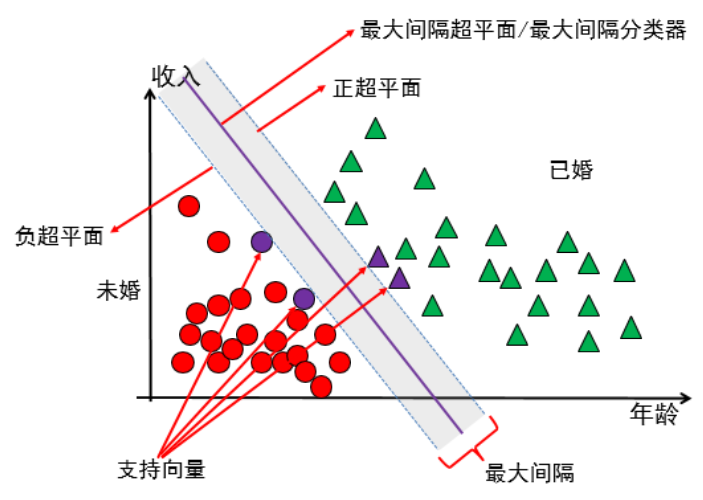 最大间隔超平面/最大间隔分类器
收入
正超平面
已婚
负超平面
未婚
年龄
支持向量
最大间隔